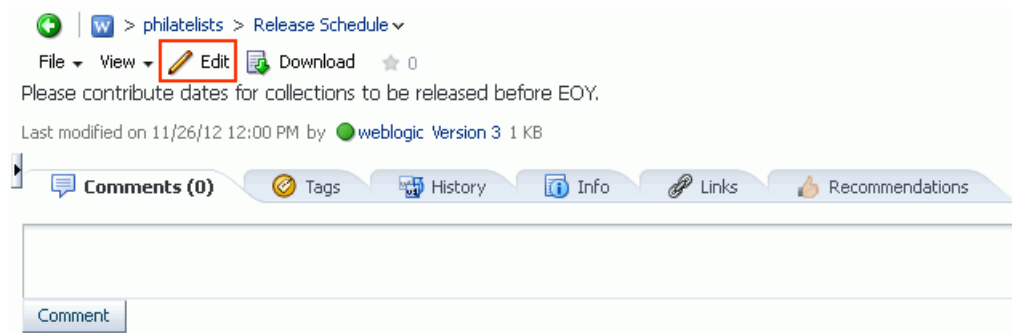 W > philatelists > Release Schedule
File View Edit Download 0
Please contribute dates for collections to be released before EOY.
Last modified on 11/26/12 12:00 PM by weblogic Version 3 1 KB
Comments (0) Tags History Info Links Recommendations
Comment